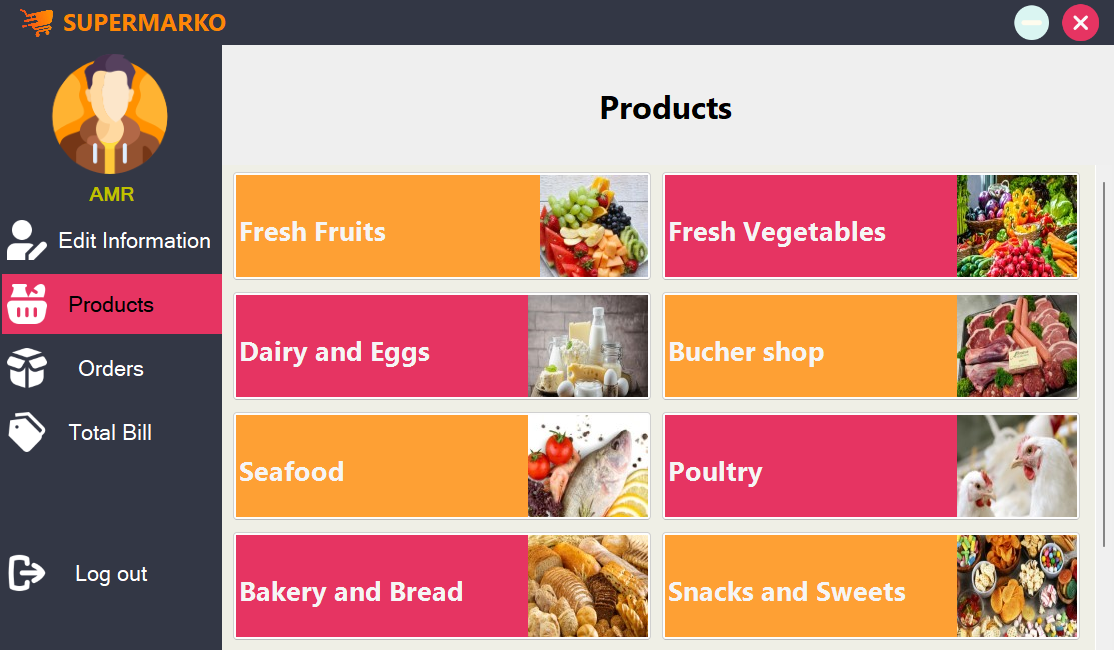 SUPERMARKO
AMR
Edit Information
Products
Orders
Total Bill
Log out
Products
Fresh Fruits
Fresh Vegetables
Dairy and Eggs
Bucher shop
Seafood
Poultry
Bakery and Bread
Snacks and Sweets